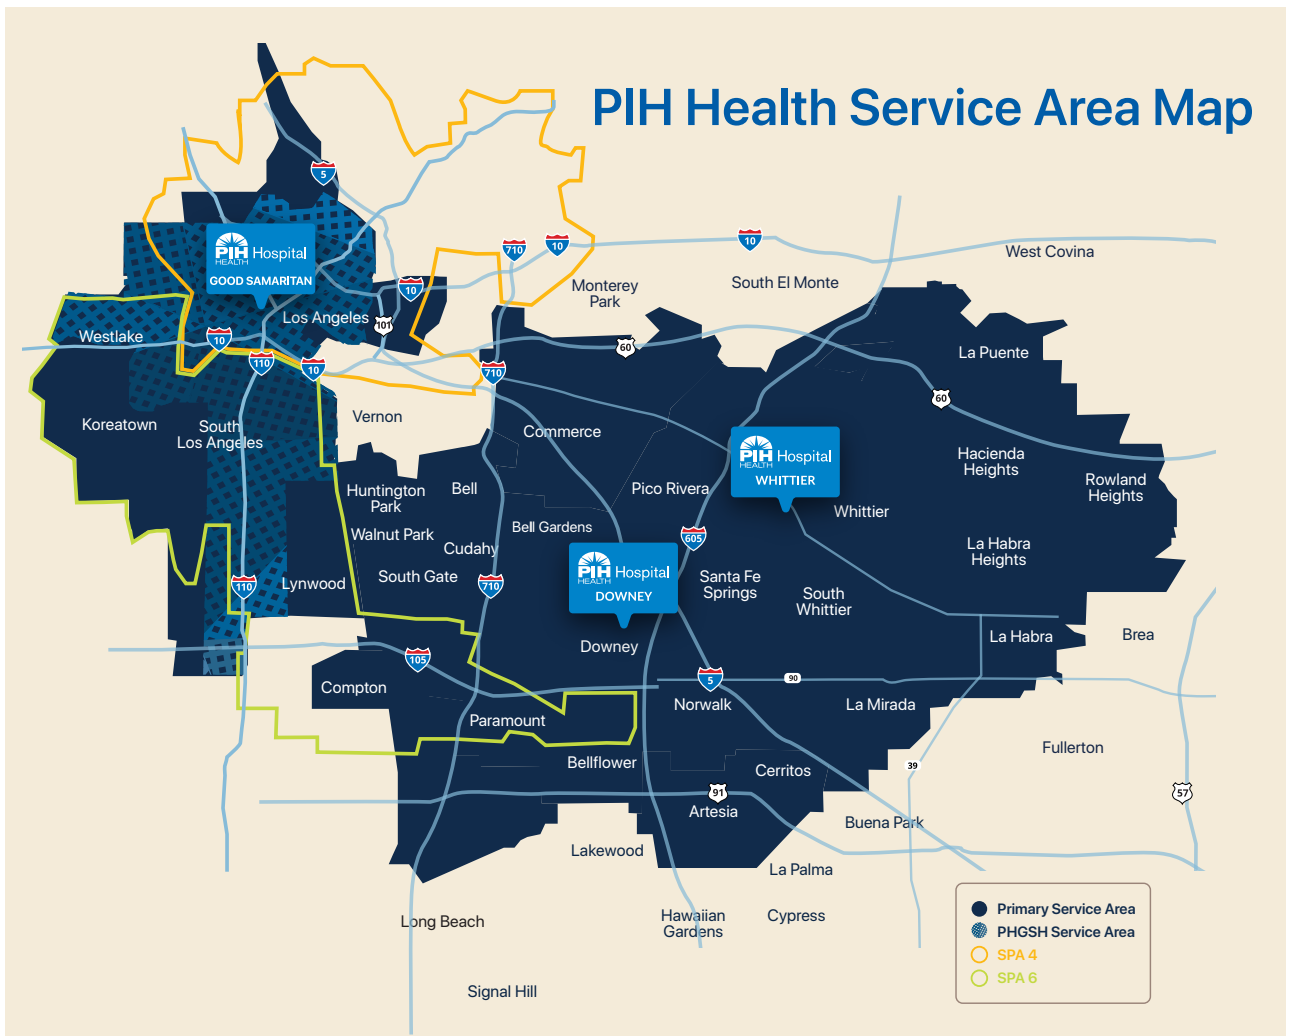 PIH Health Service Area Map
5
PIH
HEALTH
Hospital
GOOD SAMARITAN
710
10
10
West Covina
10
Monterey
Park
South El Monte
Los Angeles
101
Westlake
10
110
10
60
La Puente
710
60
Koreatown
South
Los Angeles
Vernon
Commerce
PIH
HEALTH
Hospital
WHITTIER
Hacienda
Heights
Rowland
Heights
Huntington
Park
Bell
Pico Rivera
Whittier
Walnut Park
Cudahy
Bell Gardens
605
La Habra
Heights
PIH
HEALTH
Hospital
DOWNEY
110
Lynwood
South Gate
710
Santa Fe
Springs
South
Whittier
La Habra
Brea
Downey
105
Compton
5
90
Norwalk
La Mirada
Paramount
Fullerton
Bellflower
Cerritos
39
91
57
Artesia
Buena Park
Lakewood
La Palma
Long Beach
Hawaiian
Gardens
Cypress
Signal Hill
Primary Service Area
PHGSH Service Area
SPA 4
SPA 6